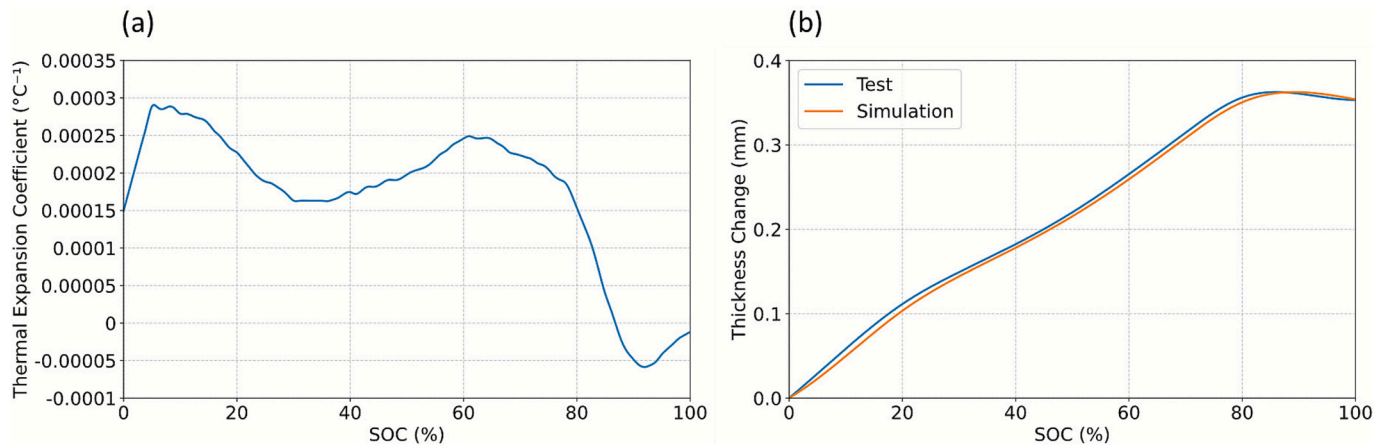 (a)
Thermal Expansion Coefficient (°C⁻¹)
0.00035
0.0003
0.00025
0.0002
0.00015
0.0001
0.00005
0
-0.00005
-0.0001
0 20 40 60 80 100
SOC (%)
(b)
Thickness Change (mm)
0.4
0.3
0.2
0.1
0.0
Test
Simulation
0 20 40 60 80 100
SOC (%)